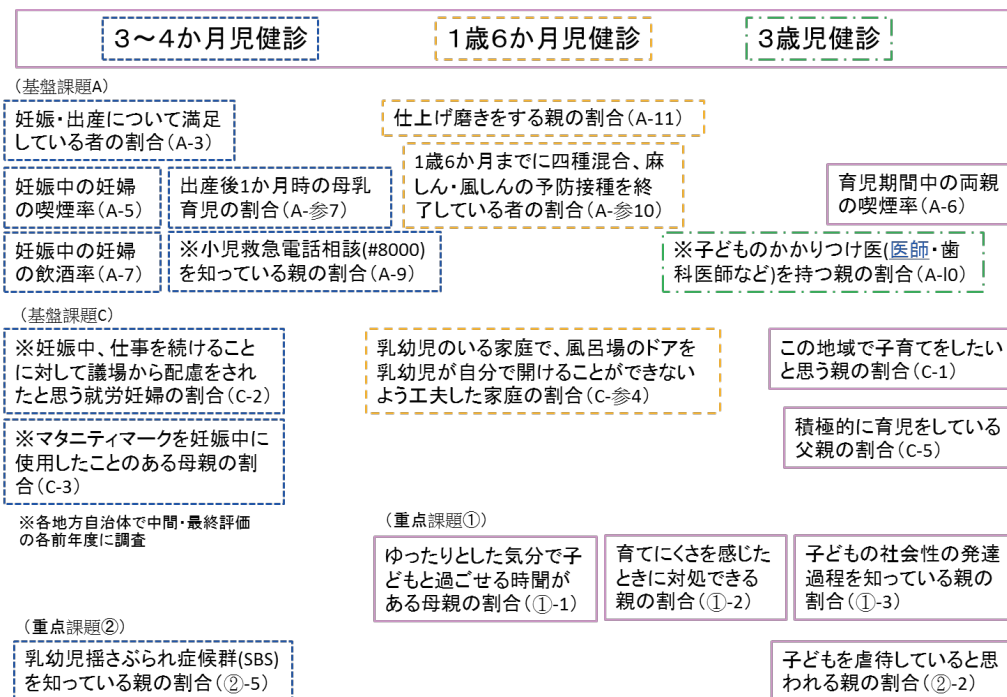 3～4か月児健診
1歳6か月児健診
3歳児健診
（基盤課題A）
妊娠・出産について満足
している者の割合（A-3）
仕上げ磨きをする親の割合（A-11）
妊娠中の妊婦
の喫煙率（A-5）
出産後1か月時の母乳
育児の割合（A-参7）
1歳6か月までに四種混合、麻
しん・風しんの予防接種を終
了している者の割合（A-参10）
育児期間中の両親
の喫煙率（A-6）
妊娠中の妊婦
の飲酒率（A-7）
※小児救急電話相談(#8000)
を知っている親の割合（A-9）
※子どものかかりつけ医(医師・歯
科医師など)を持つ親の割合（A-l0）
（基盤課題C）
※妊娠中、仕事を続けること
に対して議場から配慮をされ
たと思う就労妊婦の割合（C-2）
乳幼児のいる家庭で、風呂場のドアを
乳幼児が自分で開けることができない
よう工夫した家庭の割合（C-参4）
この地域で子育てをしたい
と思う親の割合（C-1）
※マタニティマークを妊娠中に
使用したことのある母親の割
合（C-3）
積極的に育児をしている
父親の割合（C-5）
※各地方自治体で中間・最終評価
の各前年度に調査
（重点課題①）
ゆったりとした気分で子
どもと過ごせる時聞が
ある母親の割合（①-1）
育てにくさを感じた
ときに対処できる
親の割合（①-2）
子どもの社会性の発達
過程を知っている親の
割合（①-3）
（重点課題②）
乳幼児揺さぶられ症候群(SBS)
を知っている親の割合（②-5）
子どもを虐待していると思
われる親の割合（②-2）